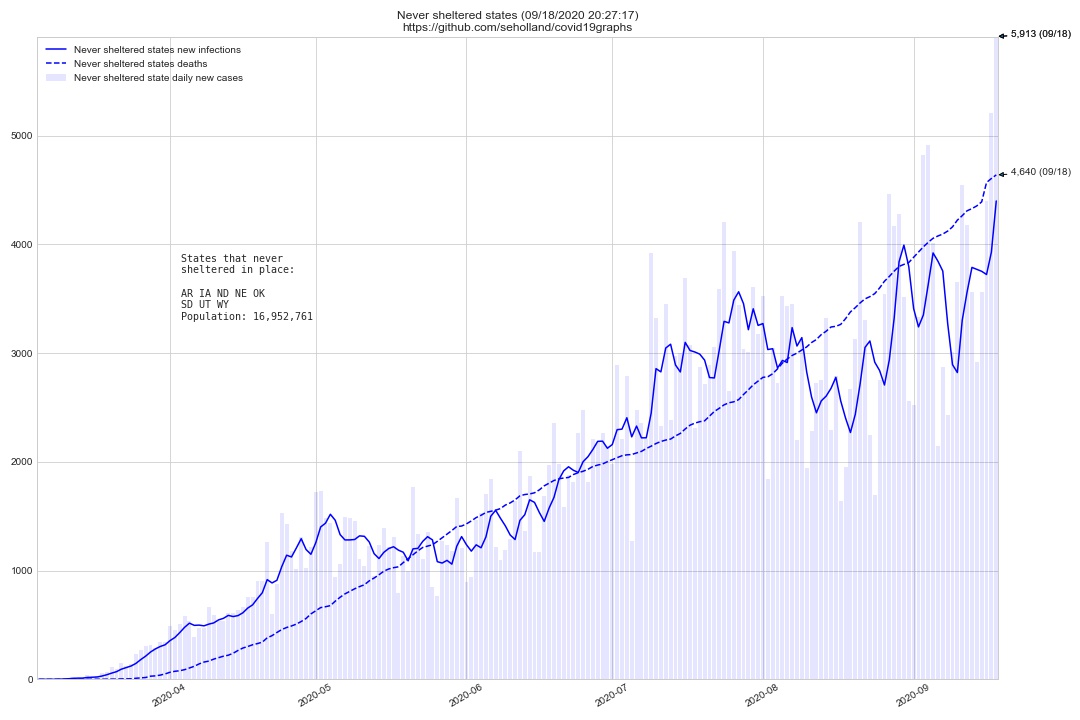 Never sheltered states (09/18/2020 20:27:17)
https://github.com/seholland/covid19graphs
5,913 (09/18)
Never sheltered states new infections
Never sheltered states deaths
Never sheltered state daily new cases
5000
4,640 (09/18)
4000
States that never
sheltered in place:
AR IA ND NE OK
SD UT WY
Population: 16,952,761
3000
2000
1000
0
2020-04
2020-05
2020-06
2020-07
2020-08
2020-09